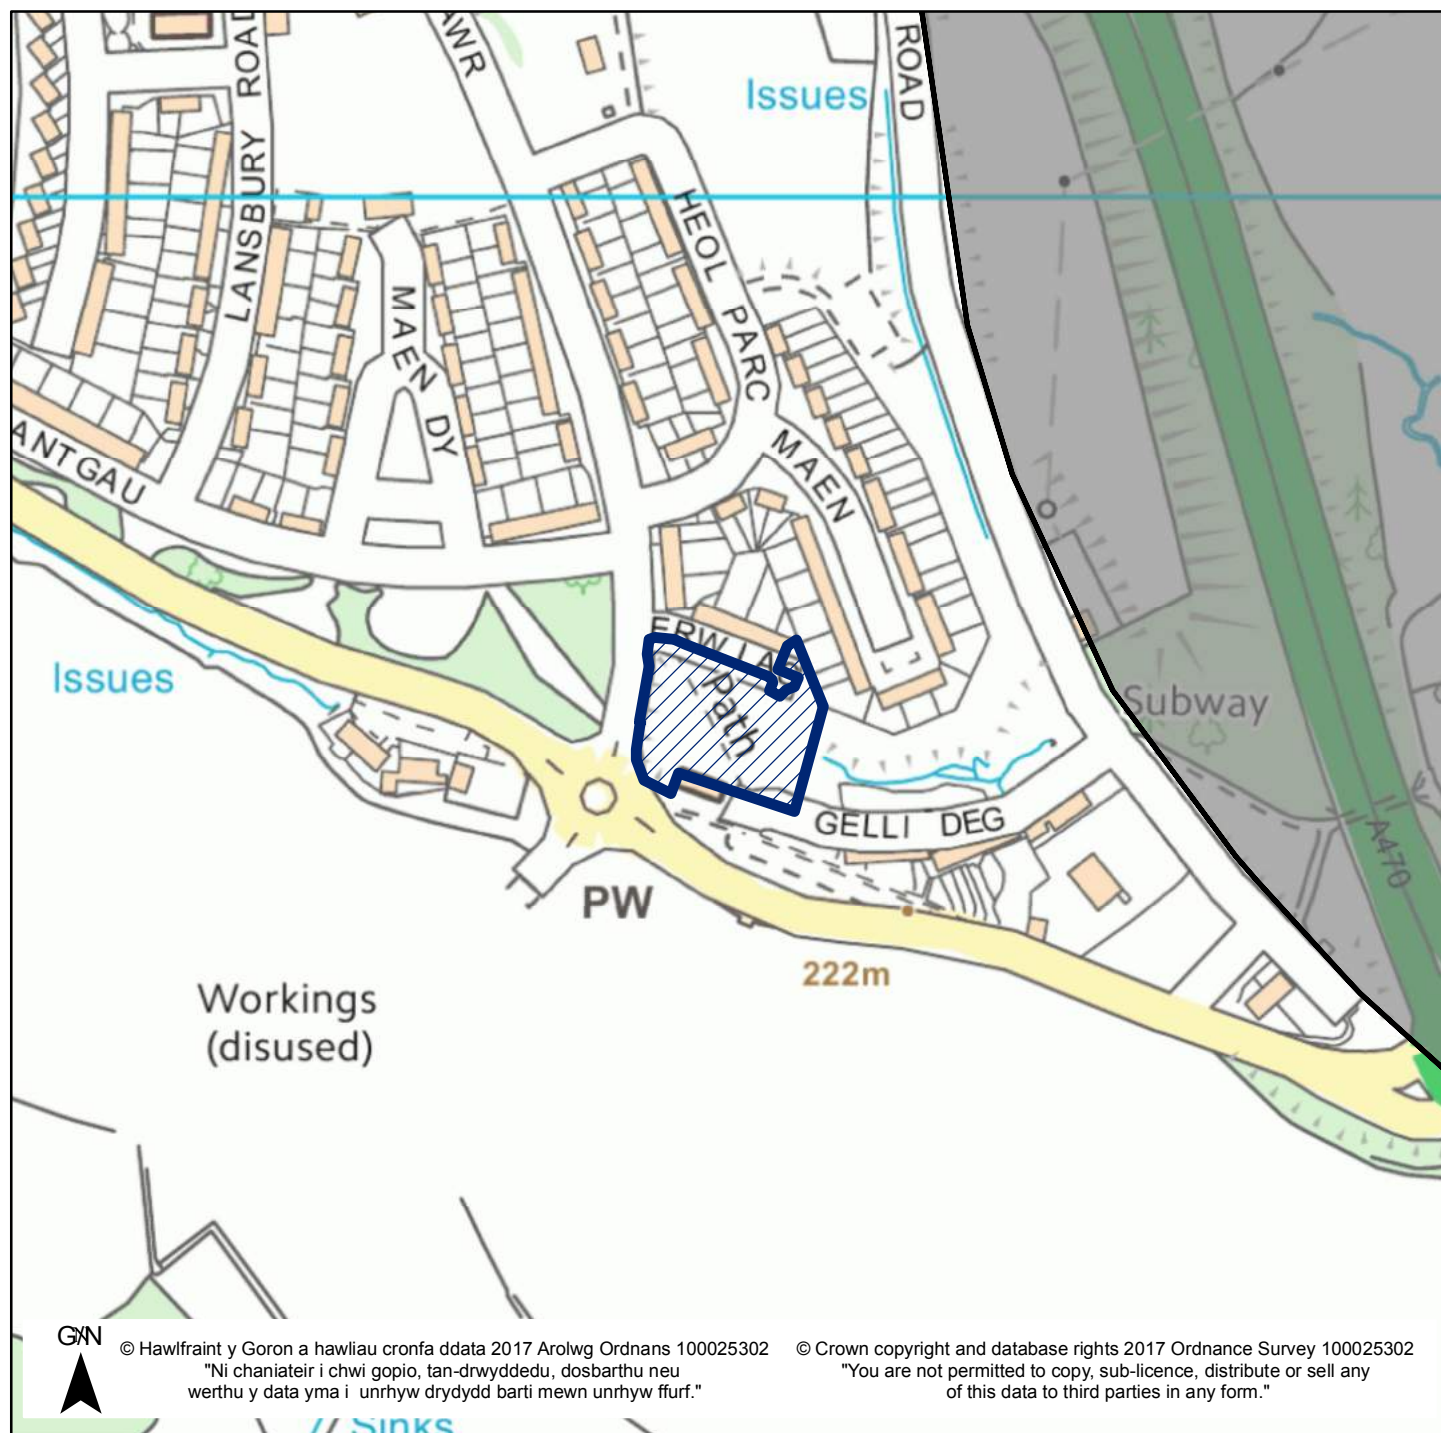 LANSBURY ROAD
AWR
Issues
ROAD
HEOL PARC
MAEN DY
MAEN
ANTGAU
Issues
ERW LAS
Path
Subway
GELLI DEG
A470
PW
222m
Workings
(disused)
G/N
© Hawlfraint y Goron a hawliau cronfa ddata 2017 Arolwg Ordnans 100025302
"Ni chaniateir i chwi gopio, tan-drwyddedu, dosbarthu neu
werthu y data yma i unrhyw drydydd barti mewn unrhyw ffurf."
© Crown copyright and database rights 2017 Ordnance Survey 100025302
"You are not permitted to copy, sub-licence, distribute or sell any
of this data to third parties in any form."
Sinks